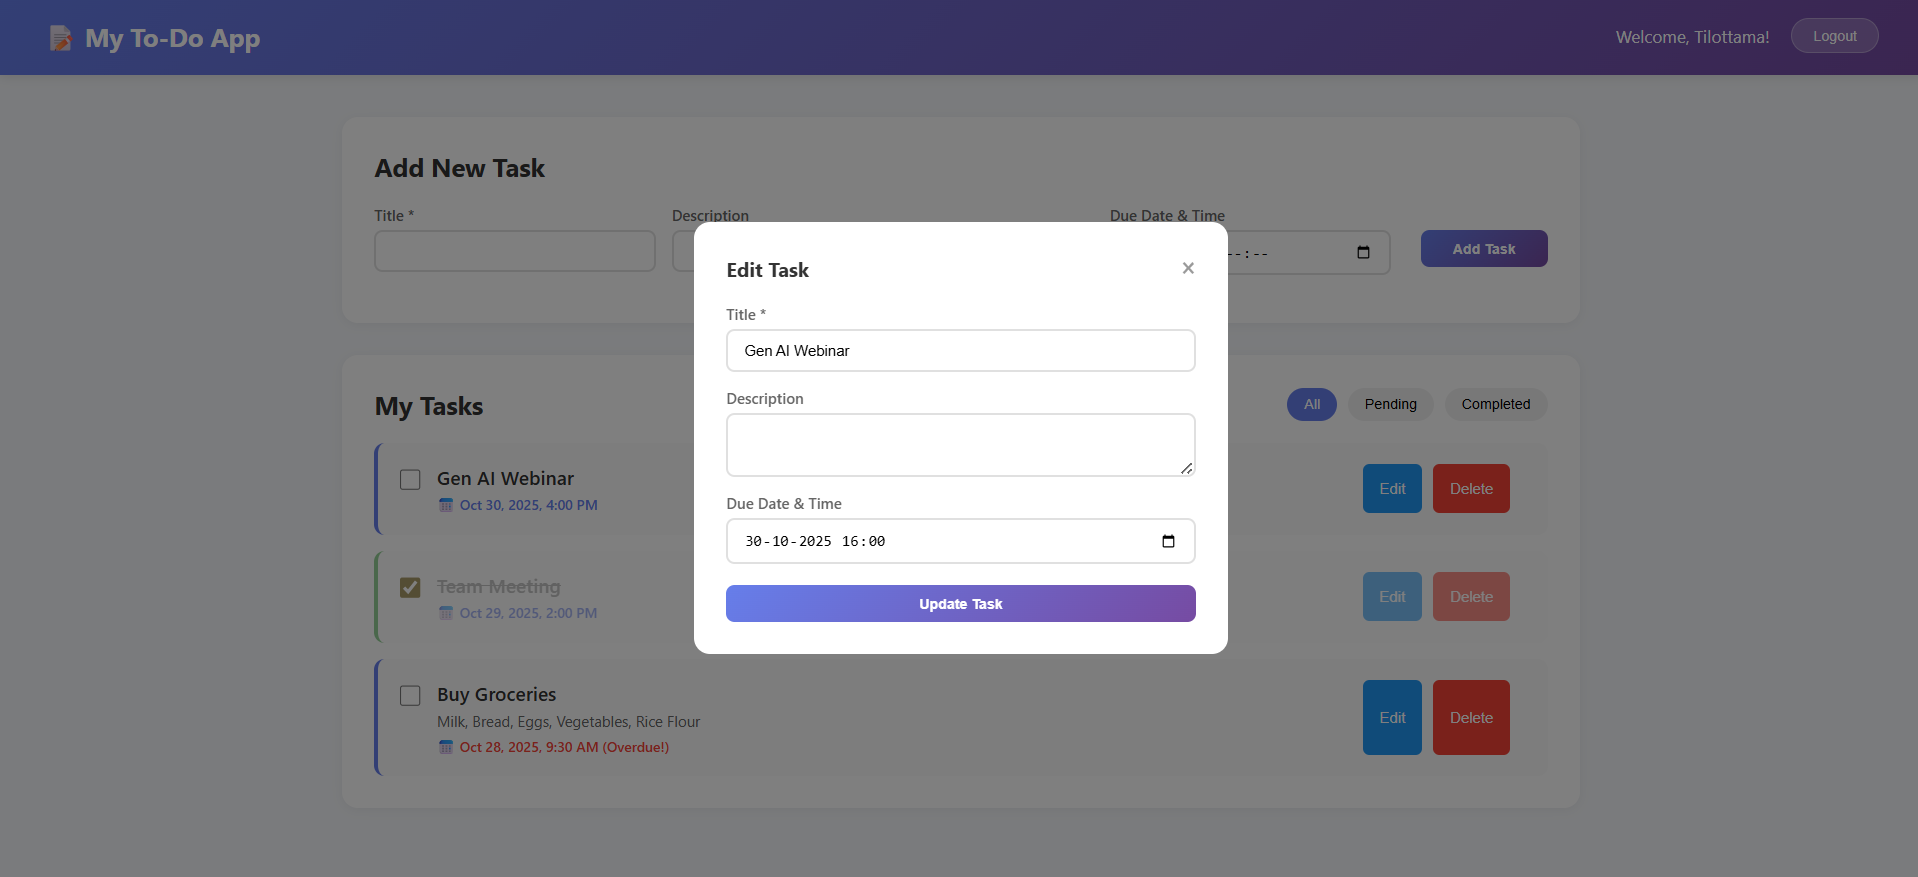 My To-Do App
Welcome, Tilottama!
Logout
Add New Task
Title *
Description
Due Date & Time
--:--
Add Task
Edit Task
×
Title *
Gen AI Webinar
Description
Due Date & Time
30-10-2025 16:00
Update Task
My Tasks
All
Pending
Completed
Gen AI Webinar
Oct 30, 2025, 4:00 PM
Edit
Delete
Team Meeting
Oct 29, 2025, 2:00 PM
Edit
Delete
Buy Groceries
Milk, Bread, Eggs, Vegetables, Rice Flour
Oct 28, 2025, 9:30 AM (Overdue!)
Edit
Delete